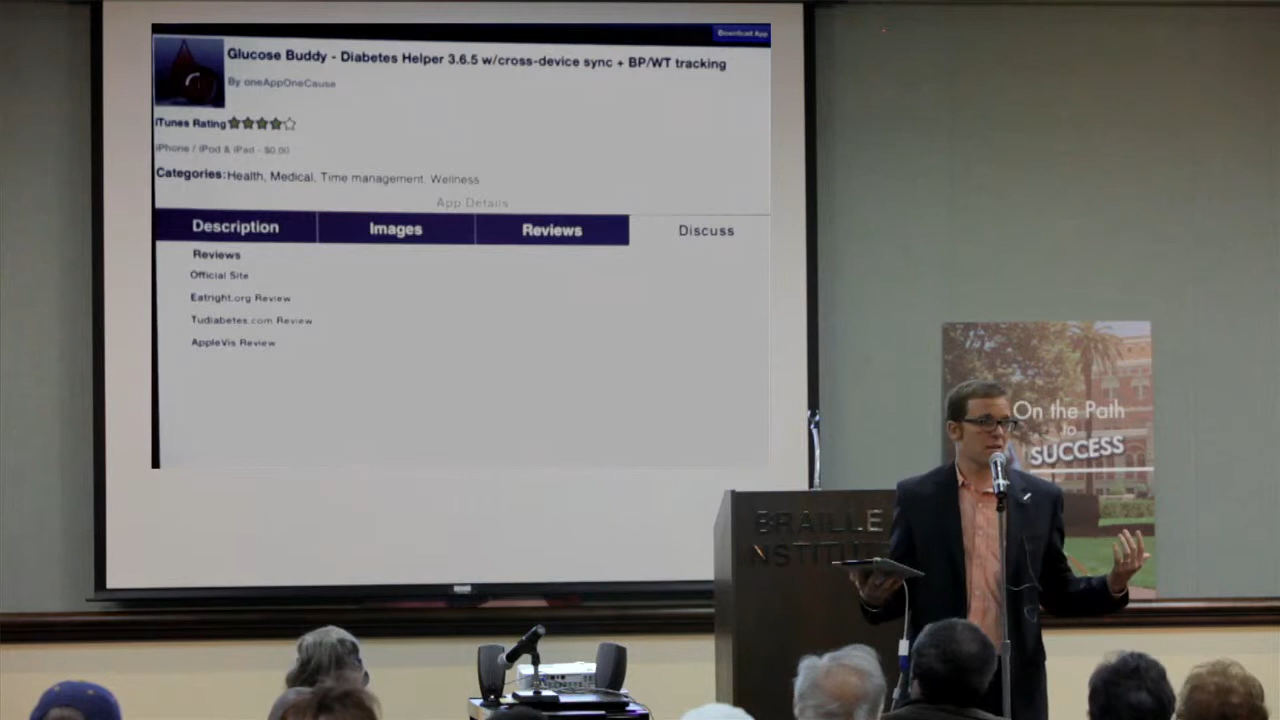 Download App
Glucose Buddy - Diabetes Helper 3.6.5 w/cross-device sync + BP/WT tracking
By oneAppOneCause
iTunes Rating
iPhone / iPod & iPad - $0.00
Categories: Health, Medical, Time management, Wellness
App Details
Description Images Reviews Discuss
Reviews
Official Site
Eatright.org Review
Tudiabetes.com Review
AppleVis Review
On the Path
to
SUCCESS
BRAILLE
INSTITU